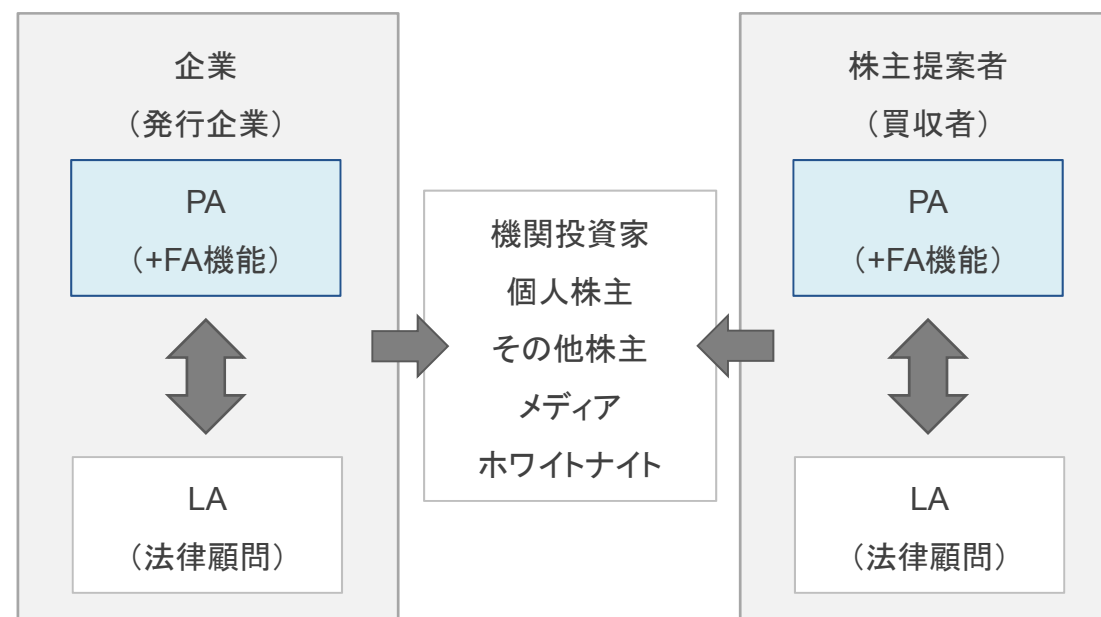 企業
（発行企業）
PA
（+FA機能）
LA
（法律顧問）
機関投資家
個人株主
その他株主
メディア
ホワイトナイト
株主提案者
（買収者）
PA
（+FA機能）
LA
（法律顧問）